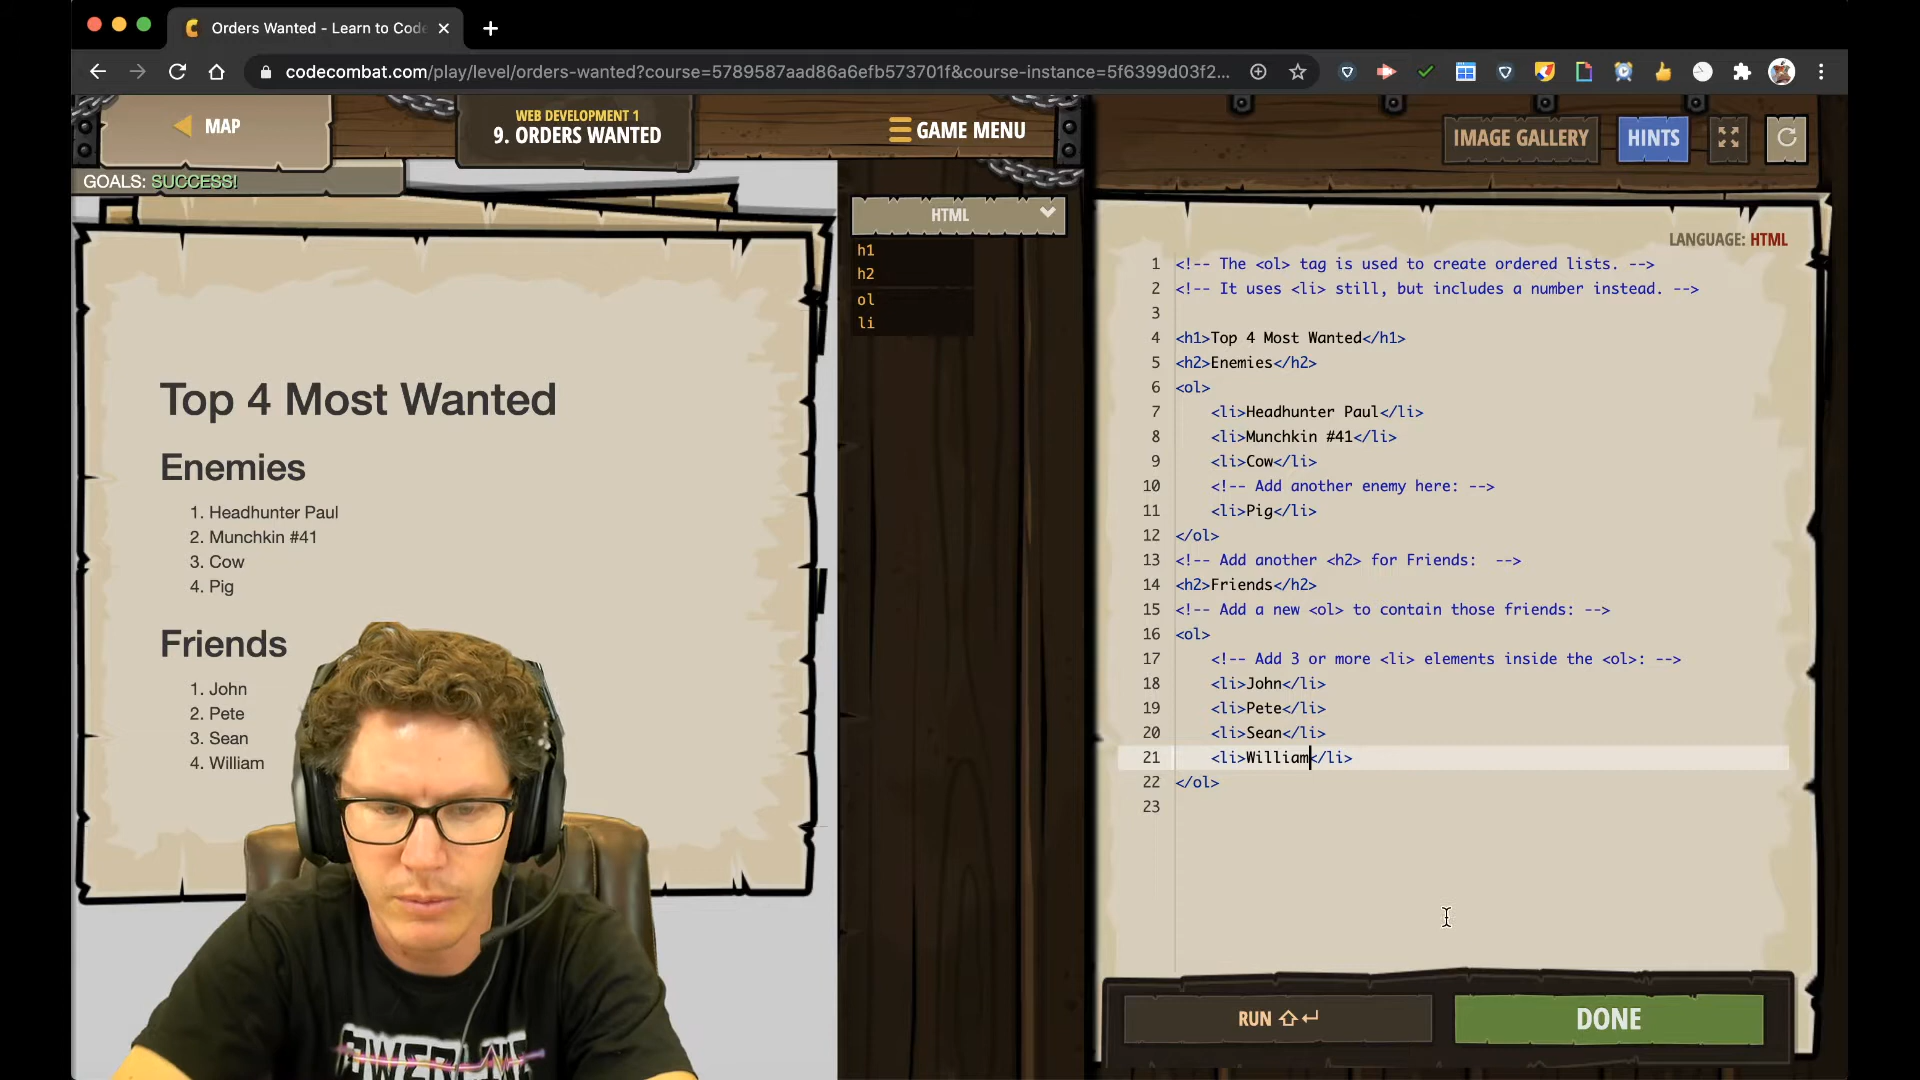 Orders Wanted - Learn to Code
codecombat.com/play/level/orders-wanted?course=5789587aad86a6efb573701f&course-instance=5f6399d03f2...
MAP
WEB DEVELOPMENT 1
9. ORDERS WANTED
GAME MENU
IMAGE GALLERY
HINTS
GOALS: SUCCESS!
HTML
h1
h2
ol
li
Top 4 Most Wanted
Enemies
1. Headhunter Paul
2. Munchkin #41
3. Cow
4. Pig
Friends
1. John
2. Pete
3. Sean
4. William
LANGUAGE: HTML
1 <!-- The <ol> tag is used to create ordered lists. -->
2 <!-- It uses <li> still, but includes a number instead. -->
3
4 <h1>Top 4 Most Wanted</h1>
5 <h2>Enemies</h2>
6 <ol>
7 <li>Headhunter Paul</li>
8 <li>Munchkin #41</li>
9 <li>Cow</li>
10 <!-- Add another enemy here: -->
11 <li>Pig</li>
12 </ol>
13 <!-- Add another <h2> for Friends:  -->
14 <h2>Friends</h2>
15 <!-- Add a new <ol> to contain those friends: -->
16 <ol>
17 <!-- Add 3 or more <li> elements inside the <ol>: -->
18 <li>John</li>
19 <li>Pete</li>
20 <li>Sean</li>
21 <li>William</li>
22 </ol>
23
RUN
DONE